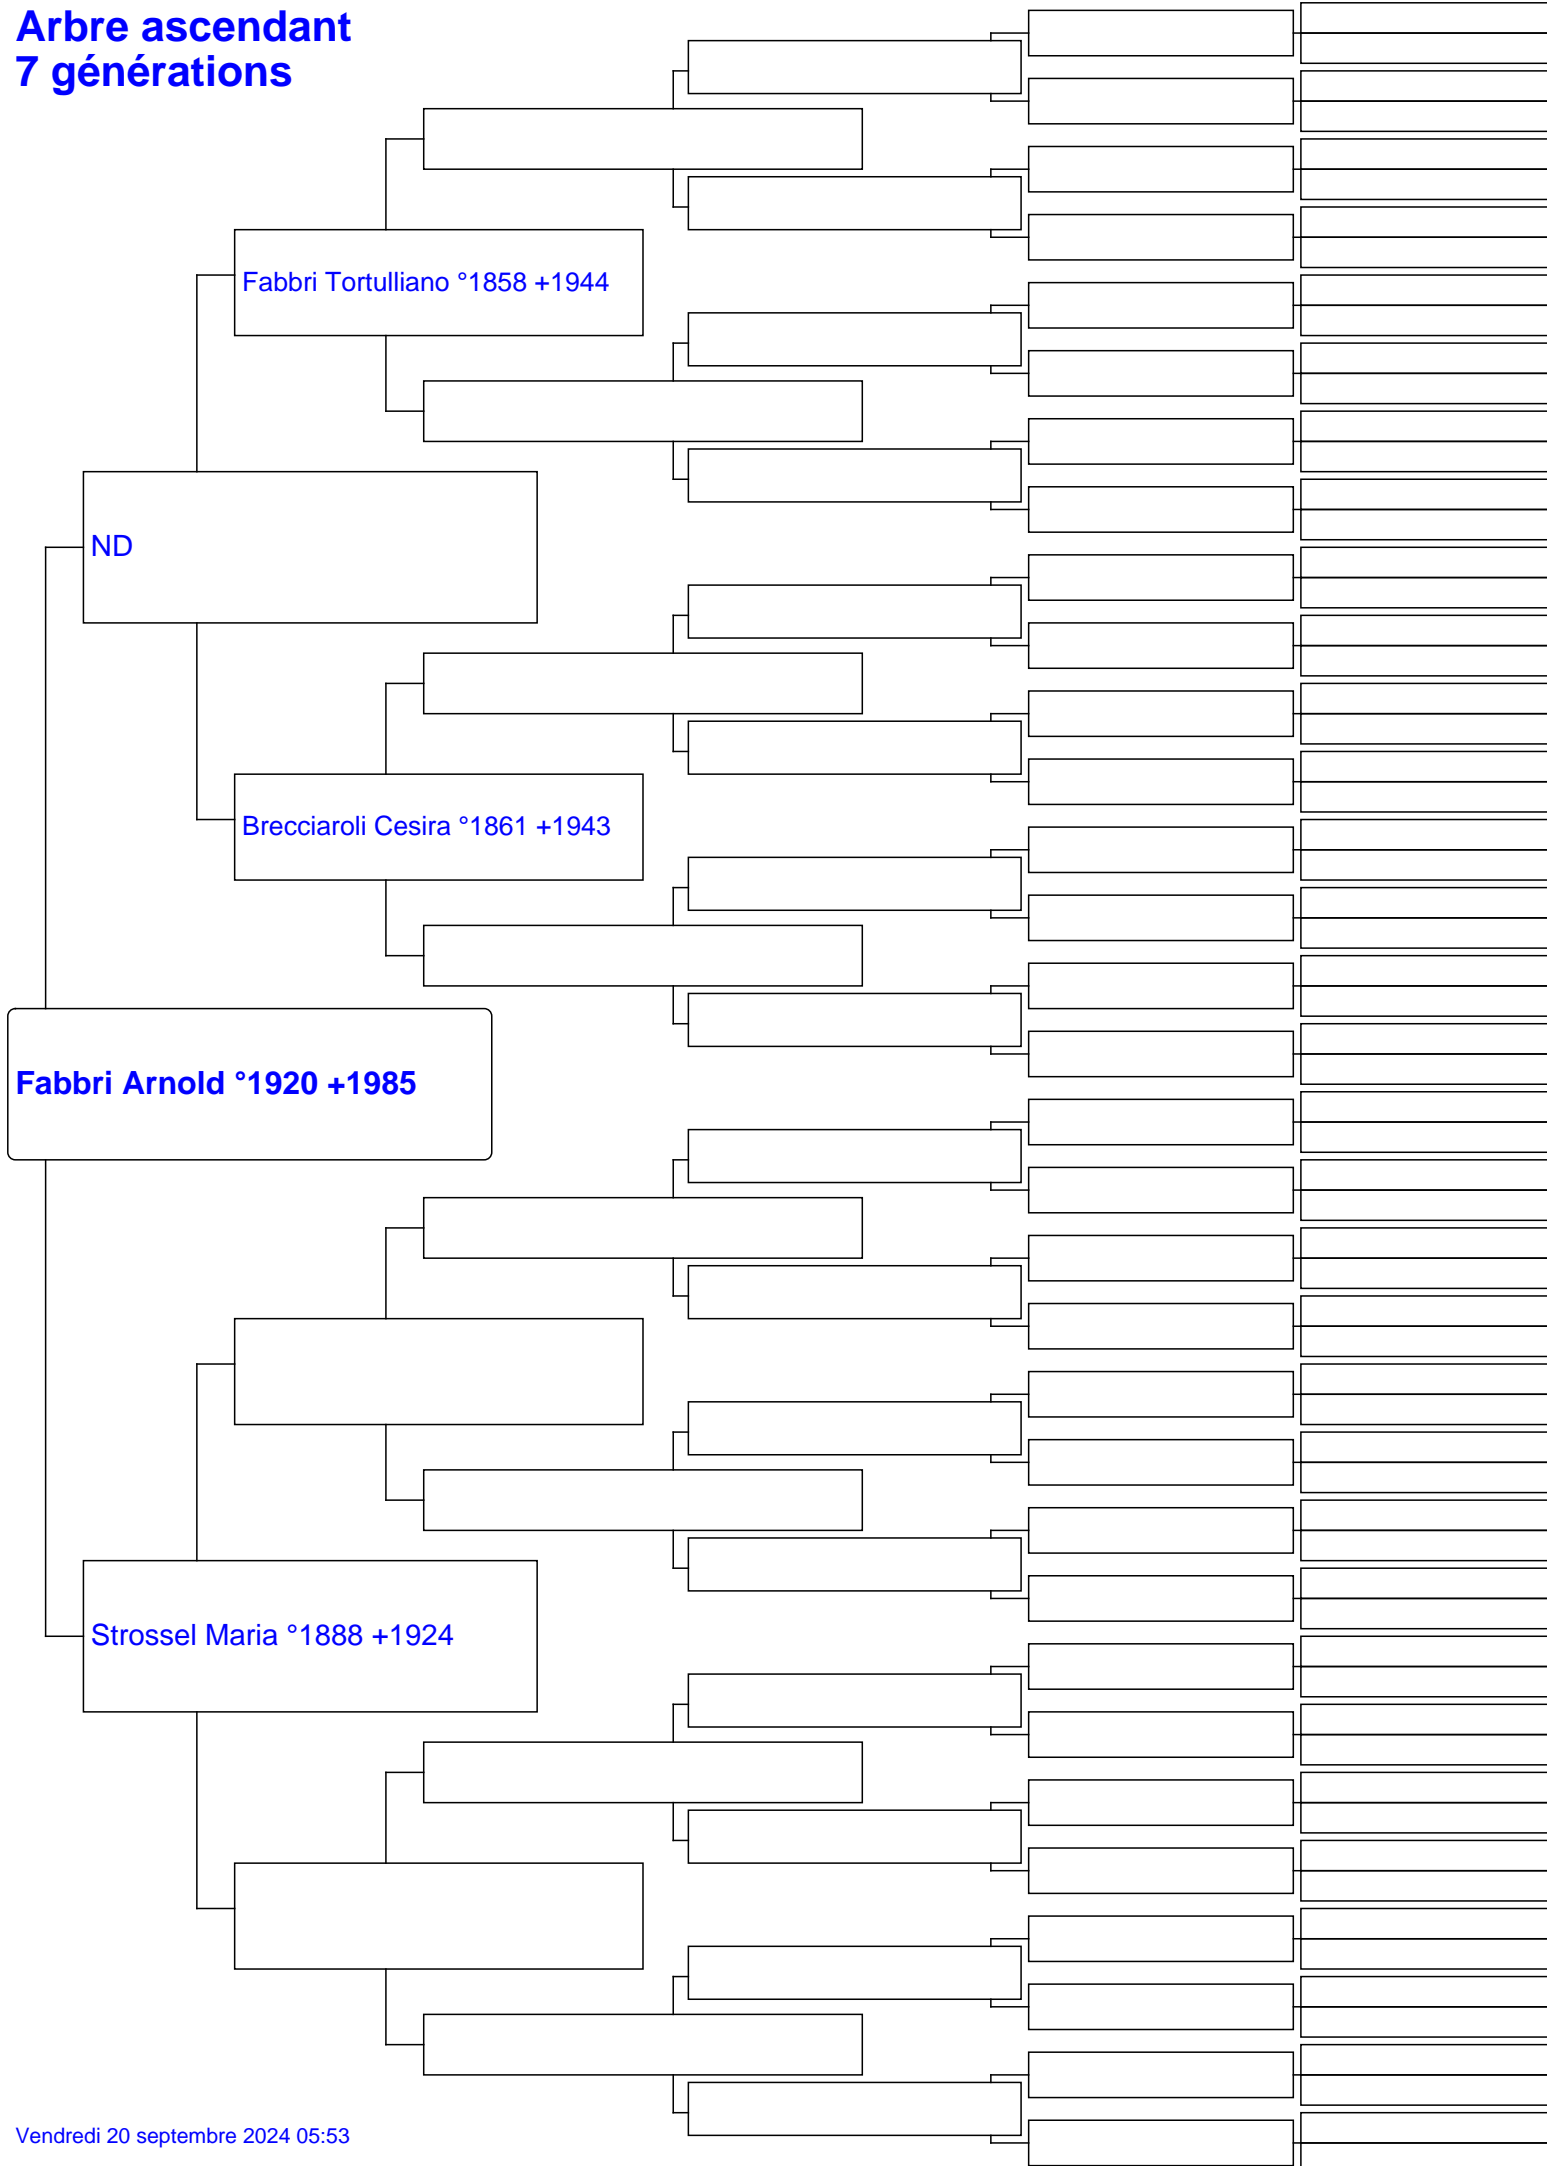 Arbre ascendant
7 générations
Fabbri Tortulliano °1858 +1944
ND
Brecciaroli Cesira °1861 +1943
Fabbri Arnold °1920 +1985
Strossel Maria °1888 +1924
Vendredi 20 septembre 2024 05:53